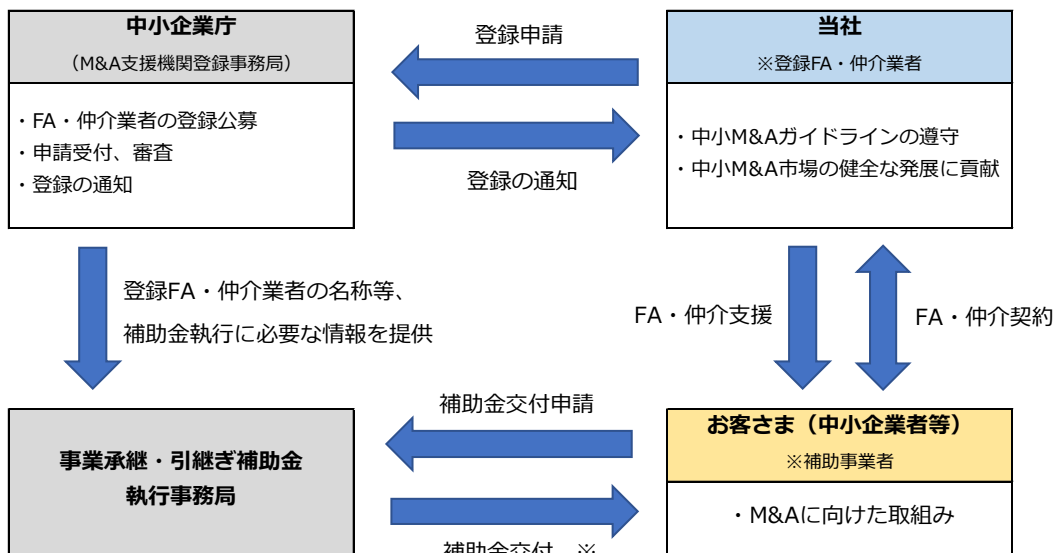 中小企業庁
（M&A支援機関登録事務局）
・FA・仲介業者の登録公募
・申請受付、審査
・登録の通知
登録申請
登録の通知
当社
※登録FA・仲介業者
・中小M&Aガイドラインの遵守
・中小M&A市場の健全な発展に貢献
登録FA・仲介業者の名称等、
補助金執行に必要な情報を提供
FA・仲介支援
FA・仲介契約
事業承継・引継ぎ補助金
執行事務局
補助金交付申請
補助金交付　※
お客さま（中小企業者等）
※補助事業者
・M&Aに向けた取組み